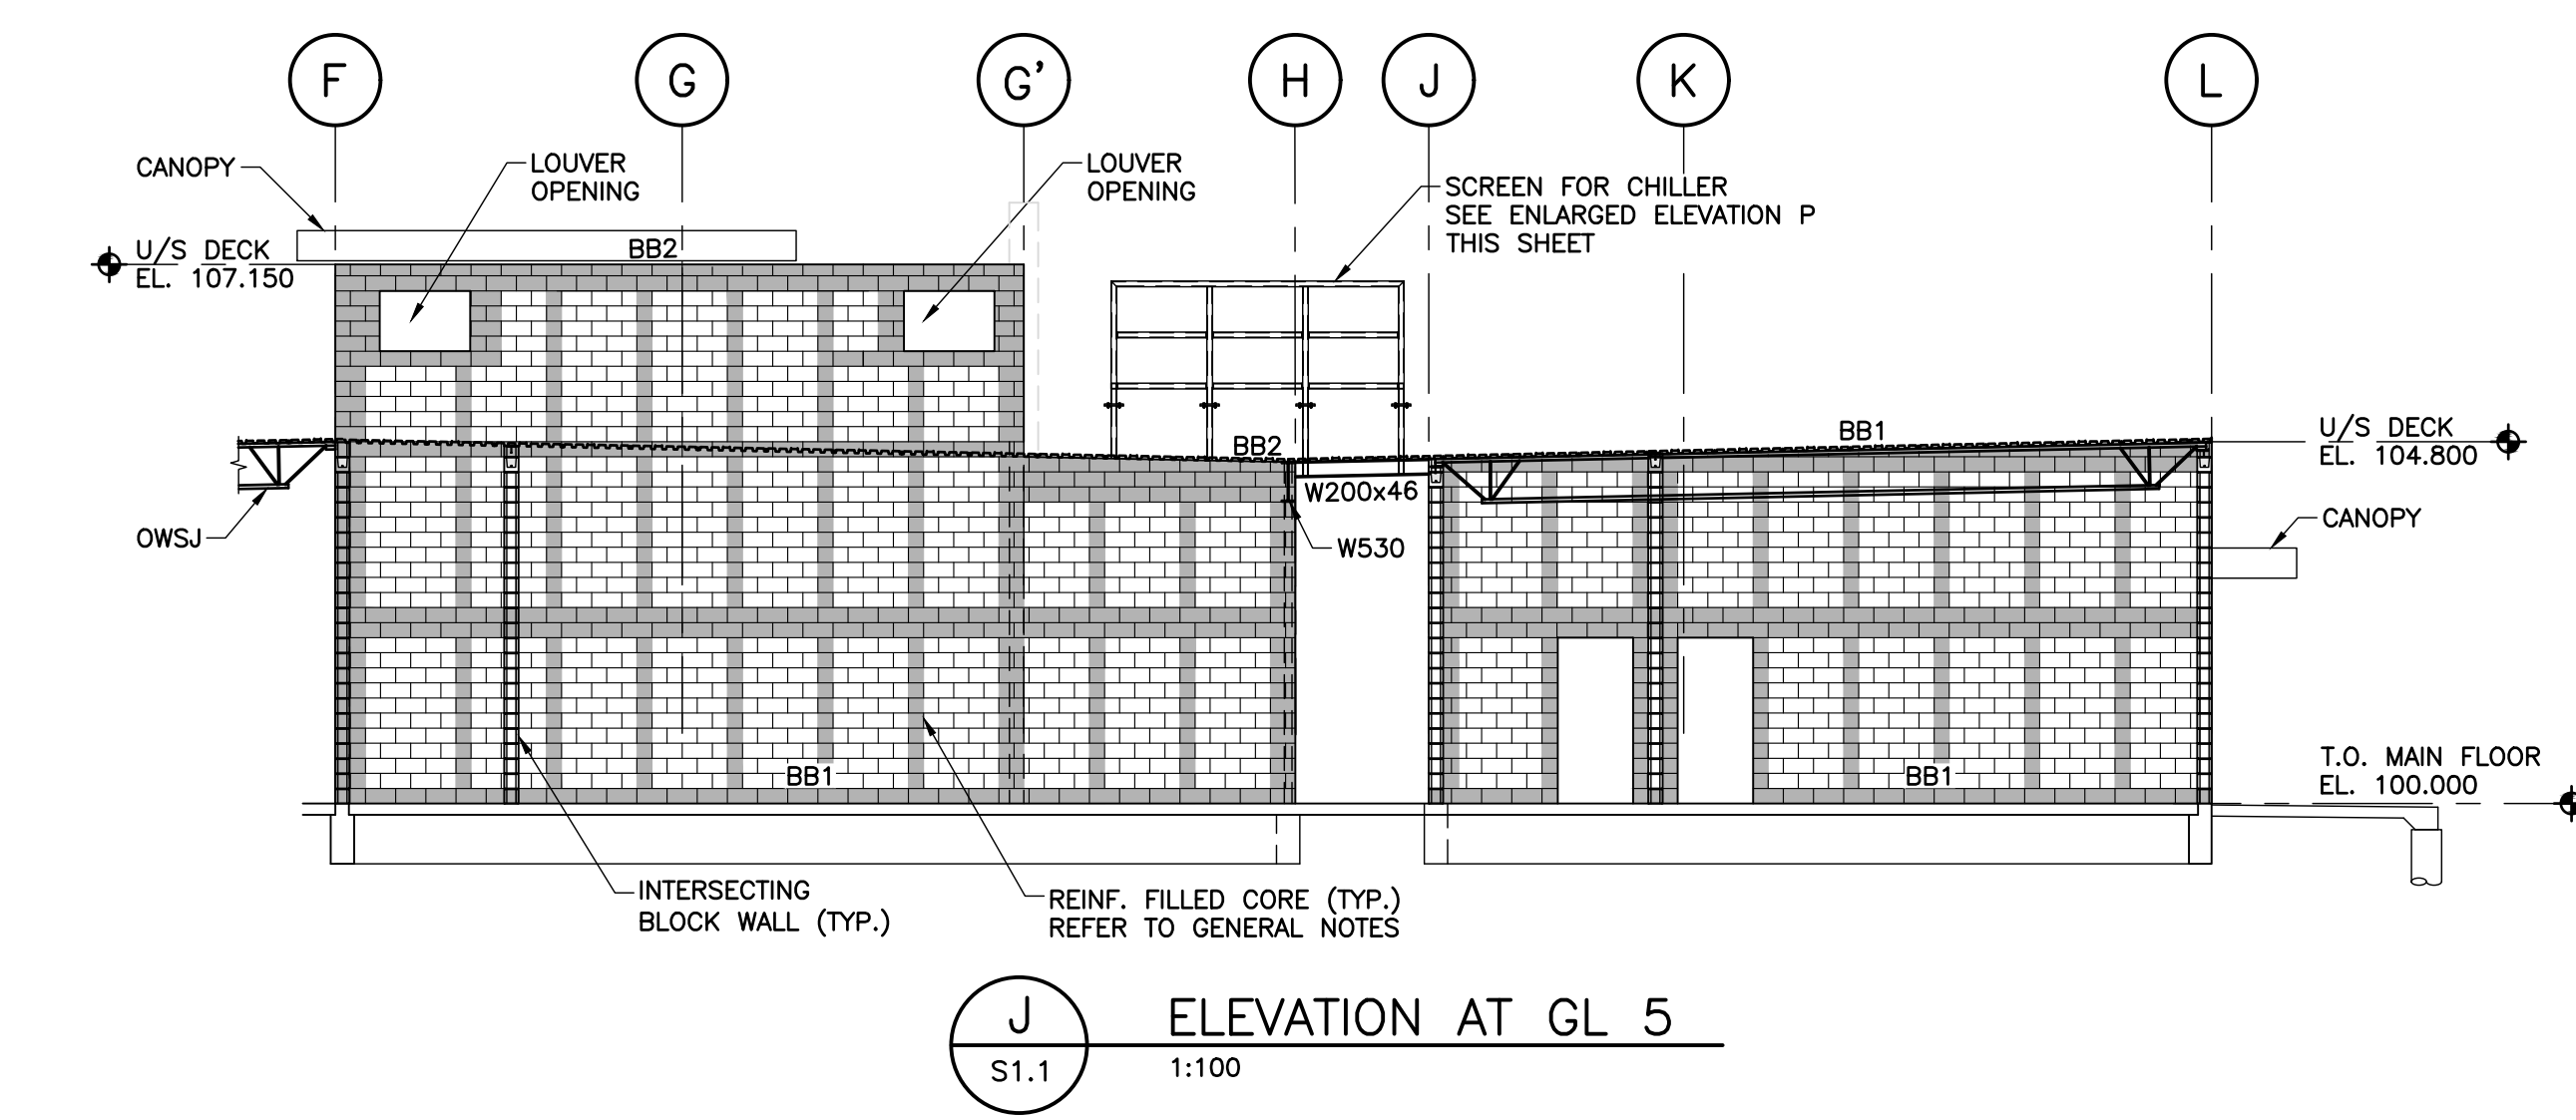 F
G
G'
H
J
K
L
CANOPY
LOUVER
OPENING
LOUVER
OPENING
SCREEN FOR CHILLER
SEE ENLARGED ELEVATION P
THIS SHEET
U/S DECK
EL. 107.150
BB2
BB2
BB1
U/S DECK
EL. 104.800
W200x46
W530
OWSJ
CANOPY
BB1
BB1
T.O. MAIN FLOOR
EL. 100.000
INTERSECTING
BLOCK WALL (TYP.)
REINF. FILLED CORE (TYP.)
REFER TO GENERAL NOTES
J
S1.1
ELEVATION AT GL 5
1:100